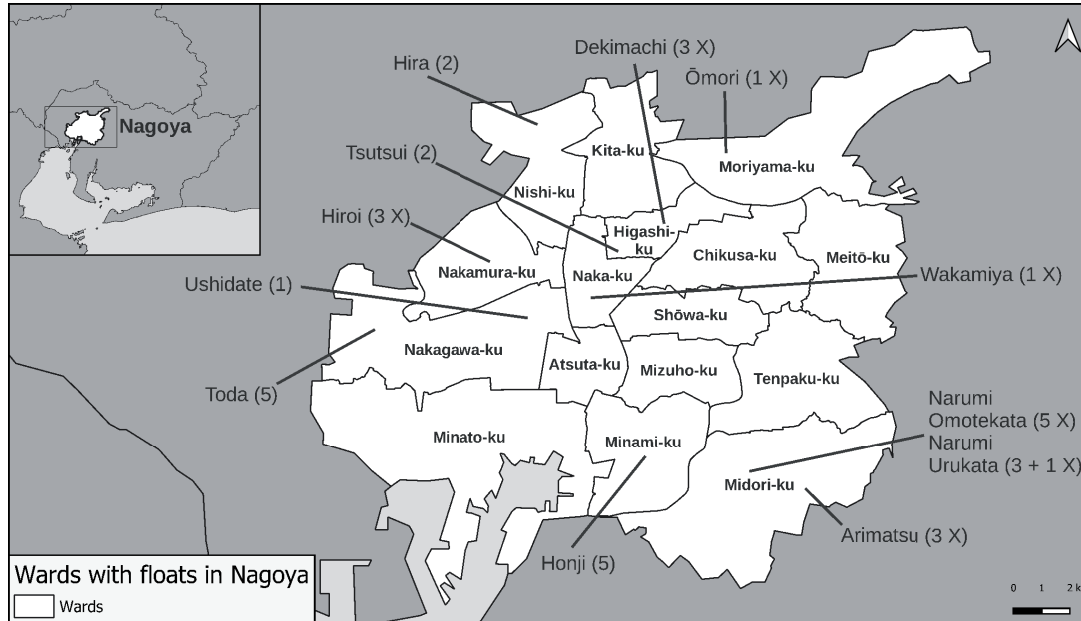 Dekimachi (3 X)
Hira (2)
Ōmori (1 X)
Nagoya
Kita-ku
Tsutsui (2)
Moriyama-ku
Nishi-ku
Hiroi (3 X)
Higashi-
ku
Chikusa-ku
Meitō-ku
Nakamura-ku
Naka-ku
Wakamiya (1 X)
Ushidate (1)
Shōwa-ku
Nakagawa-ku
Atsuta-ku
Mizuho-ku
Tenpaku-ku
Toda (5)
Narumi
Omotekata (5 X)
Narumi
Urukata (3 + 1 X)
Minato-ku
Minami-ku
Midori-ku
Arimatsu (3 X)
Honji (5)
Wards with floats in Nagoya
Wards
0 1 2 k